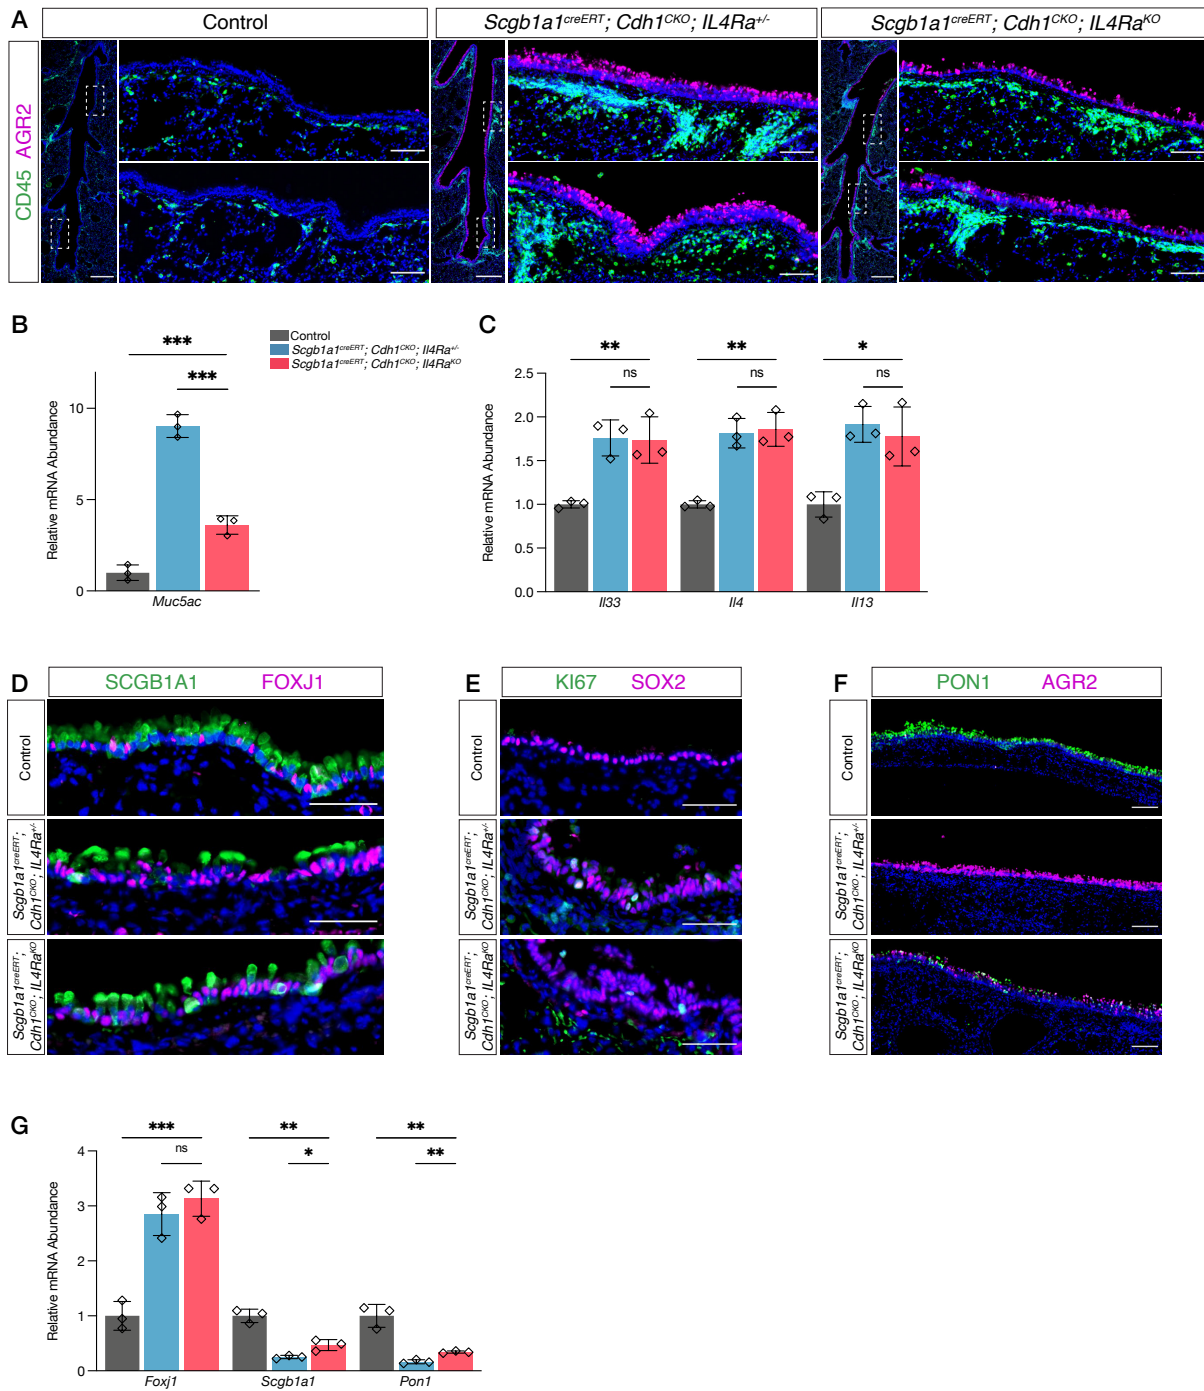 A
Control
Scgb1a1creERT; Cdh1CKO; IL4Ra+/-
Scgb1a1creERT; Cdh1CKO; IL4RaKO
CD45 AGR2
B
***
***
10
5
0
Relative mRNA Abundance
Muc5ac
Control
Scgb1a1creERT; Cdh1CKO; Il4Ra+/-
Scgb1a1creERT; Cdh1CKO; Il4RaKO
C
**
**
*
ns
ns
ns
2.5
2.0
1.5
1.0
0.5
0.0
Relative mRNA Abundance
Il33
Il4
Il13
D
SCGB1A1 FOXJ1
Control
Scgb1a1creERT;
Cdh1CKO; IL4Ra+/-
Scgb1a1creERT;
Cdh1CKO; IL4RaKO
E
KI67 SOX2
Control
Scgb1a1creERT;
Cdh1CKO; IL4Ra+/-
Scgb1a1creERT;
Cdh1CKO; IL4RaKO
F
PON1 AGR2
Control
Scgb1a1creERT;
Cdh1CKO; IL4Ra+/-
Scgb1a1creERT;
Cdh1CKO; IL4RaKO
G
***
**
**
ns
*
**
4
3
2
1
0
Relative mRNA Abundance
Foxj1
Scgb1a1
Pon1